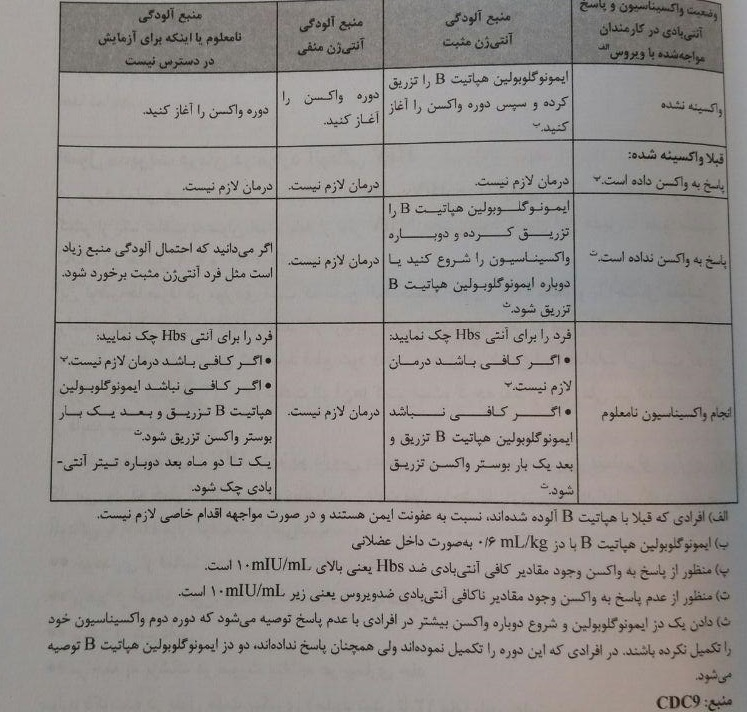 وضعیت واکسیناسیون و پاسخ
آنتی‌بادی در کارمندان
مواجه‌شده با ویروس الف
منبع آلودگی
آنتی‌ژن مثبت
منبع آلودگی
آنتی‌ژن منفی
منبع آلودگی
نامعلوم یا اینکه برای آزمایش
در دسترس نیست
واکسینه نشده
ایمونوگلوبولین هپاتیت B را تزریق
کرده و سپس دوره واکسن را آغاز
کنید.ب
دوره واکسن را
آغاز کنید.
دوره واکسن را آغاز کنید.
قبلا واکسینه شده:
پاسخ به واکسن داده است.پ
درمان لازم نیست.
درمان لازم نیست.
درمان لازم نیست.
پاسخ به واکسن نداده است.ت
ایمونوگلوبولین هپاتیت B را
تزریق کرده و دوباره
واکسیناسیون را شروع کنید یا
دوباره ایمونوگلوبولین هپاتیت B
تزریق شود.ث
درمان لازم نیست.
اگر می‌دانید که احتمال آلودگی منبع زیاد
است مثل فرد آنتی‌ژن مثبت برخورد شود.
انجام واکسیناسیون نامعلوم
فرد را برای آنتی Hbs چک نمایید:
• اگر کافی باشد درمان
لازم نیست.پ
• اگر کافی نباشد
ایمونوگلوبولین هپاتیت B تزریق و
بعد یک بار بوستر واکسن تزریق
شود.ت
درمان لازم نیست.
فرد را برای آنتی Hbs چک نمایید:
• اگر کافی باشد درمان لازم نیست.پ
• اگر کافی نباشد ایمونوگلوبولین
هپاتیت B تزریق و بعد یک بار
بوستر واکسن تزریق شود.ت
یک تا دو ماه بعد دوباره تیتر آنتی-
بادی چک شود.
الف) افرادی که قبلا با هپاتیت B آلوده شده‌اند، نسبت به عفونت ایمن هستند و در صورت مواجهه اقدام خاصی لازم نیست.
ب) ایمونوگلوبولین هپاتیت B با دز ۰/۶ mL/kg به‌صورت داخل عضلانی
پ) منظور از پاسخ به واکسن وجود مقادیر کافی آنتی‌بادی ضد Hbs یعنی بالای ۱۰mIU/mL است.
ت) منظور از عدم پاسخ به واکسن وجود مقادیر ناکافی آنتی‌بادی ضدویروس یعنی زیر ۱۰mIU/mL است.
ث) دادن یک دز ایمونوگلوبولین و شروع دوباره واکسن بیشتر در افرادی با عدم پاسخ توصیه می‌شود که دوره دوم واکسیناسیون خود
را تکمیل نکرده باشند. در افرادی که این دوره را تکمیل نموده‌اند ولی همچنان پاسخ نداده‌اند، دو دز ایمونوگلوبولین هپاتیت B توصیه
می‌شود.
منبع: CDC9